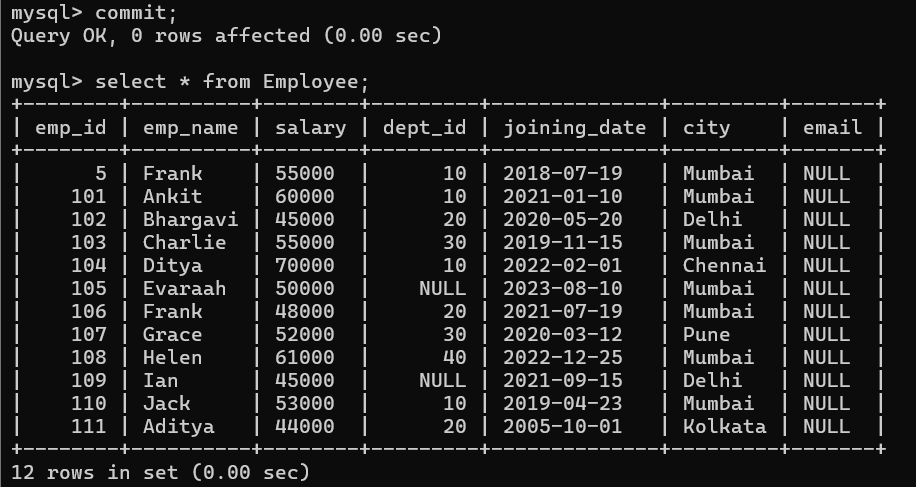 mysql> commit;
Query OK, 0 rows affected (0.00 sec)

mysql> select * from Employee;
+--------+----------+--------+---------+--------------+---------+-------+
| emp_id | emp_name | salary | dept_id | joining_date | city    | email |
+--------+----------+--------+---------+--------------+---------+-------+
|      5 | Frank    | 55000  |      10 | 2018-07-19   | Mumbai  | NULL  |
|    101 | Ankit    | 60000  |      10 | 2021-01-10   | Mumbai  | NULL  |
|    102 | Bhargavi | 45000  |      20 | 2020-05-20   | Delhi   | NULL  |
|    103 | Charlie  | 55000  |      30 | 2019-11-15   | Mumbai  | NULL  |
|    104 | Ditya    | 70000  |      10 | 2022-02-01   | Chennai | NULL  |
|    105 | Evaraah  | 50000  |    NULL | 2023-08-10   | Mumbai  | NULL  |
|    106 | Frank    | 48000  |      20 | 2021-07-19   | Mumbai  | NULL  |
|    107 | Grace    | 52000  |      30 | 2020-03-12   | Pune    | NULL  |
|    108 | Helen    | 61000  |      40 | 2022-12-25   | Mumbai  | NULL  |
|    109 | Ian      | 45000  |    NULL | 2021-09-15   | Delhi   | NULL  |
|    110 | Jack     | 53000  |      10 | 2019-04-23   | Mumbai  | NULL  |
|    111 | Aditya   | 44000  |      20 | 2005-10-01   | Kolkata | NULL  |
+--------+----------+--------+---------+--------------+---------+-------+
12 rows in set (0.00 sec)